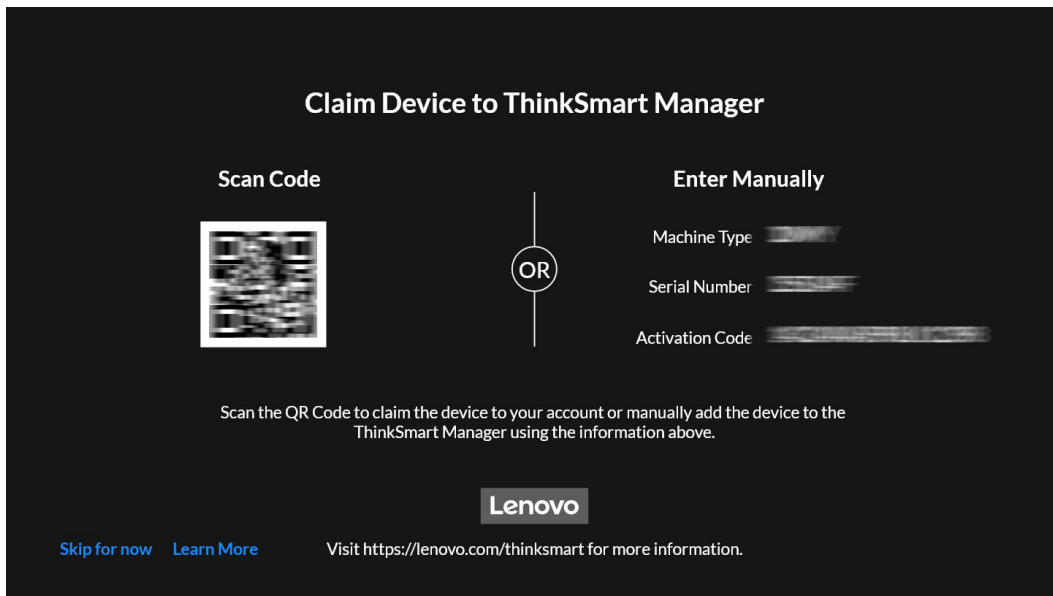 Claim Device to ThinkSmart Manager
Scan Code
OR
Enter Manually
Machine Type
Serial Number
Activation Code
Scan the QR Code to claim the device to your account or manually add the device to the
ThinkSmart Manager using the information above.
Lenovo
Skip for now Learn More Visit https://lenovo.com/thinksmart for more information.